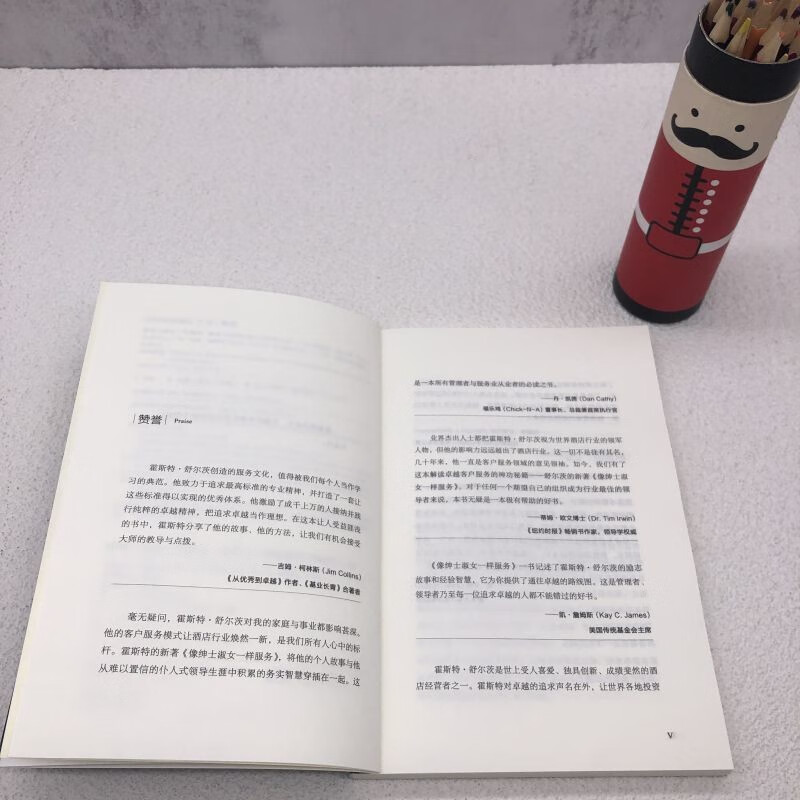 赞誉 Praise
霍斯特·舒尔茨创造的服务文化，值得被我们每个人当作学
习的典范。他致力于追求最高标准的专业精神，并打造了一套让
这些标准得以实现的优秀体系。他激励了成千上万的人接纳并践
行纯粹的卓越精神，把追求卓越当作理想。在这本让人受益匪浅
的书中，霍斯特分享了他的故事、他的方法，让我们有机会接受
大师的教导与点拨。
——吉姆·柯林斯（Jim Collins）
《从优秀到卓越》作者、《基业长青》合著者
毫无疑问，霍斯特·舒尔茨对我的家庭与事业都影响甚深。
他的客户服务模式让酒店行业焕然一新，是我们所有人心中的标
杆。霍斯特的新著《像绅士淑女一样服务》，将他的个人故事与他
从难以置信的仆人式领导生涯中积累的务实智慧穿插在一起。这
是一本所有管理者与服务业从业者的必读之书。
——丹·凯西（Dan Cathy）
福乐鸡（Chick-fil-A）董事长、总裁兼首席执行官
业界杰出人士都把霍斯特·舒尔茨视为世界酒店行业的领军
人物，但他的影响力远远超出了酒店行业。这一切不是徒有其名，
几十年来，他一直是客户服务领域的意见领袖。如今，我们有了
这本解读卓越客户服务的神功秘籍——舒尔茨的新著《像绅士淑
女一样服务》。对于任何一个期望自己的组织成为行业最佳的领
导者来说，本书无疑是一本极有帮助的好书。
——蒂姆·欧文博士（Dr. Tim Irwin）
《纽约时报》畅销书作家、领导学权威
《像绅士淑女一样服务》一书记述了霍斯特·舒尔茨的励志
故事和经验智慧，它为你提供了通往卓越的路线图。这是管理者、
领导者乃至每一位追求卓越的人都不能错过的好书。
——凯·詹姆斯（Kay C. James）
美国传统基金会主席
霍斯特·舒尔茨是世上受人喜爱、独具创新、成绩斐然的酒
店经营者之一。霍斯特对卓越的追求声名在外，让世界各地投资
V